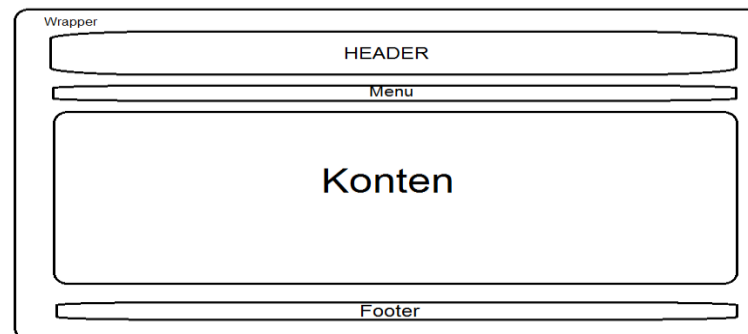 Wrapper
HEADER
Menu
Konten
Footer